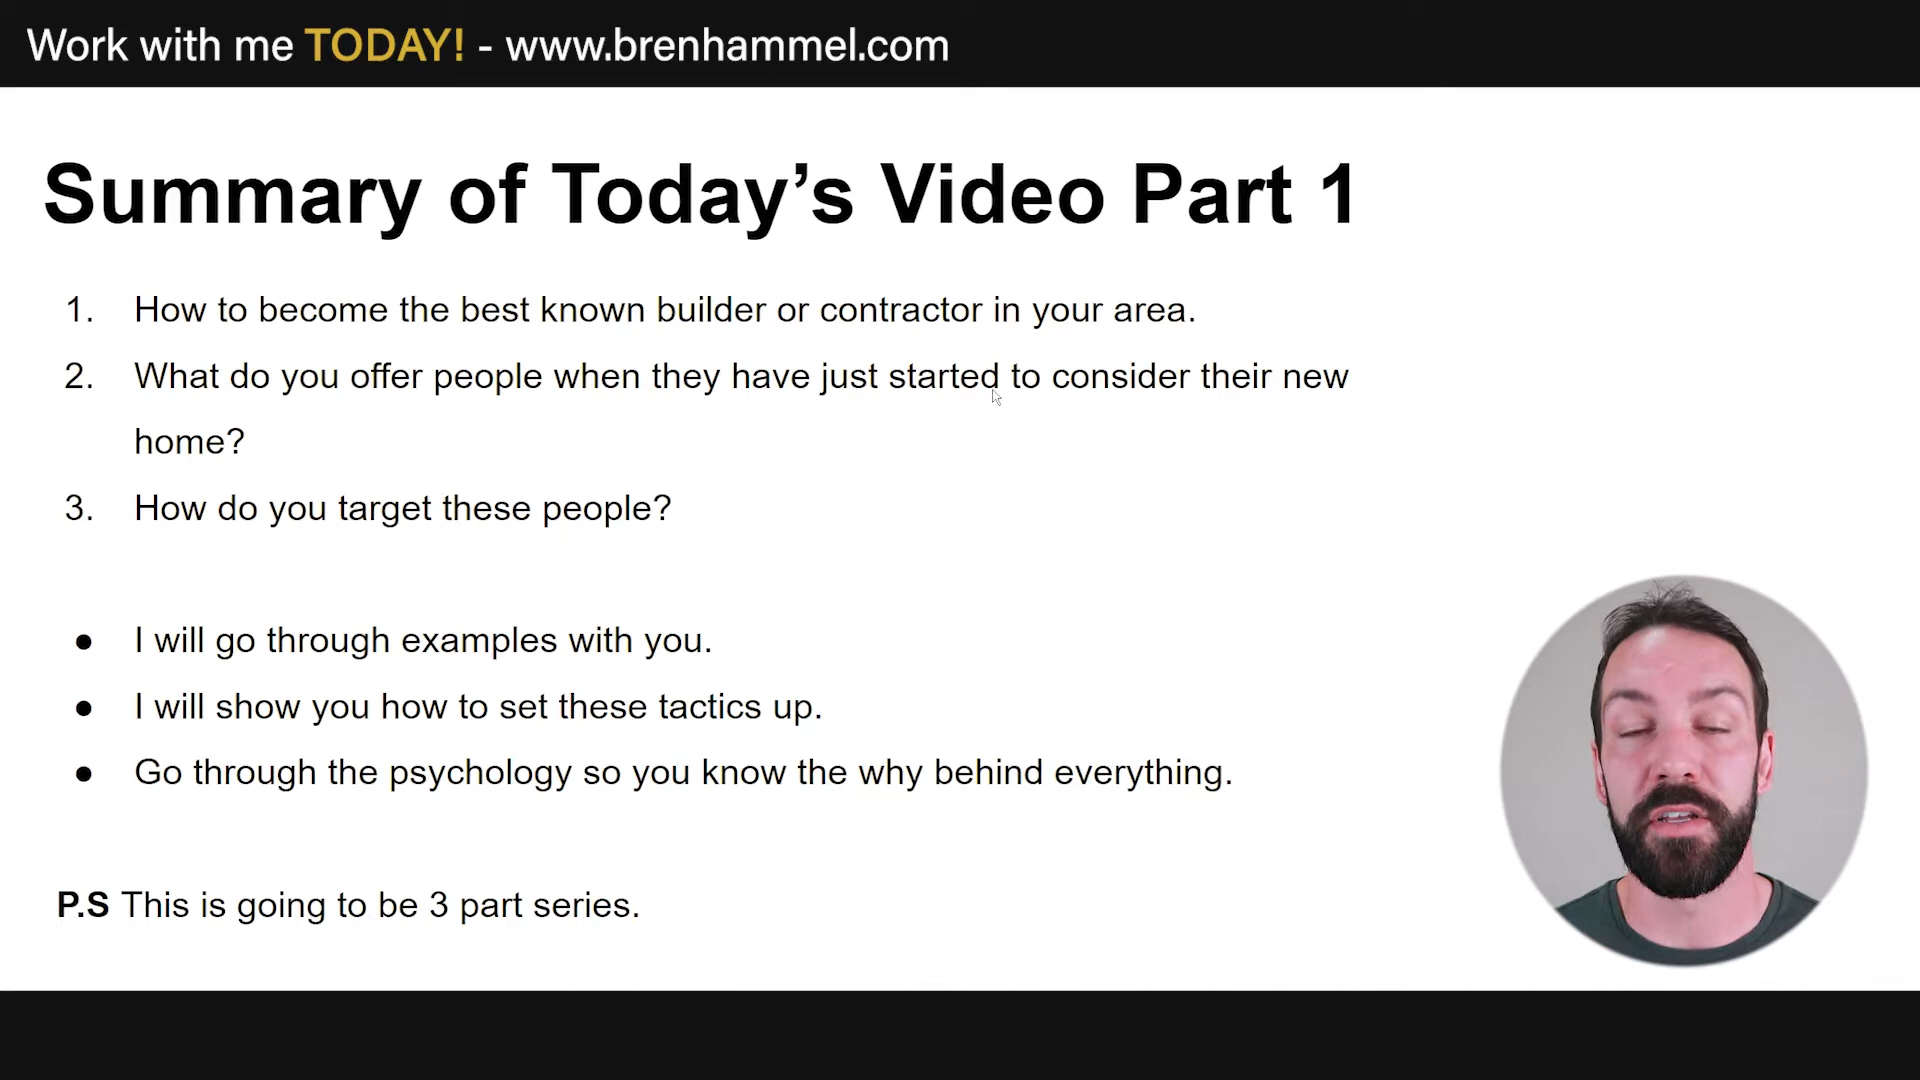 Work with me TODAY! - www.brenhammel.com
Summary of Today’s Video Part 1
1. How to become the best known builder or contractor in your area.
2. What do you offer people when they have just started to consider their new
home?
3. How do you target these people?
● I will go through examples with you.
● I will show you how to set these tactics up.
● Go through the psychology so you know the why behind everything.
P.S This is going to be 3 part series.